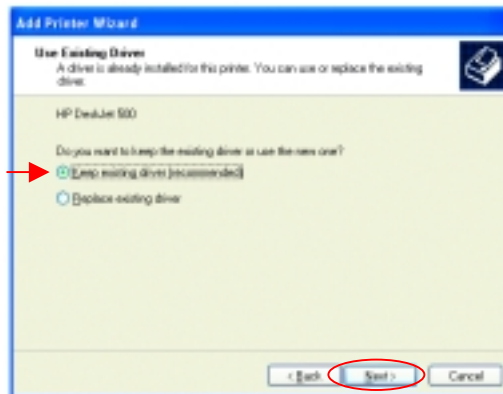 Add Printer Wizard
Use Existing Driver
A driver is already installed for this printer. You can use or replace the existing
driver.
HP DeskJet 500
Do you want to keep the existing driver or use the new one?
Keep existing driver (recommended)
Replace existing driver
< Back
Next >
Cancel